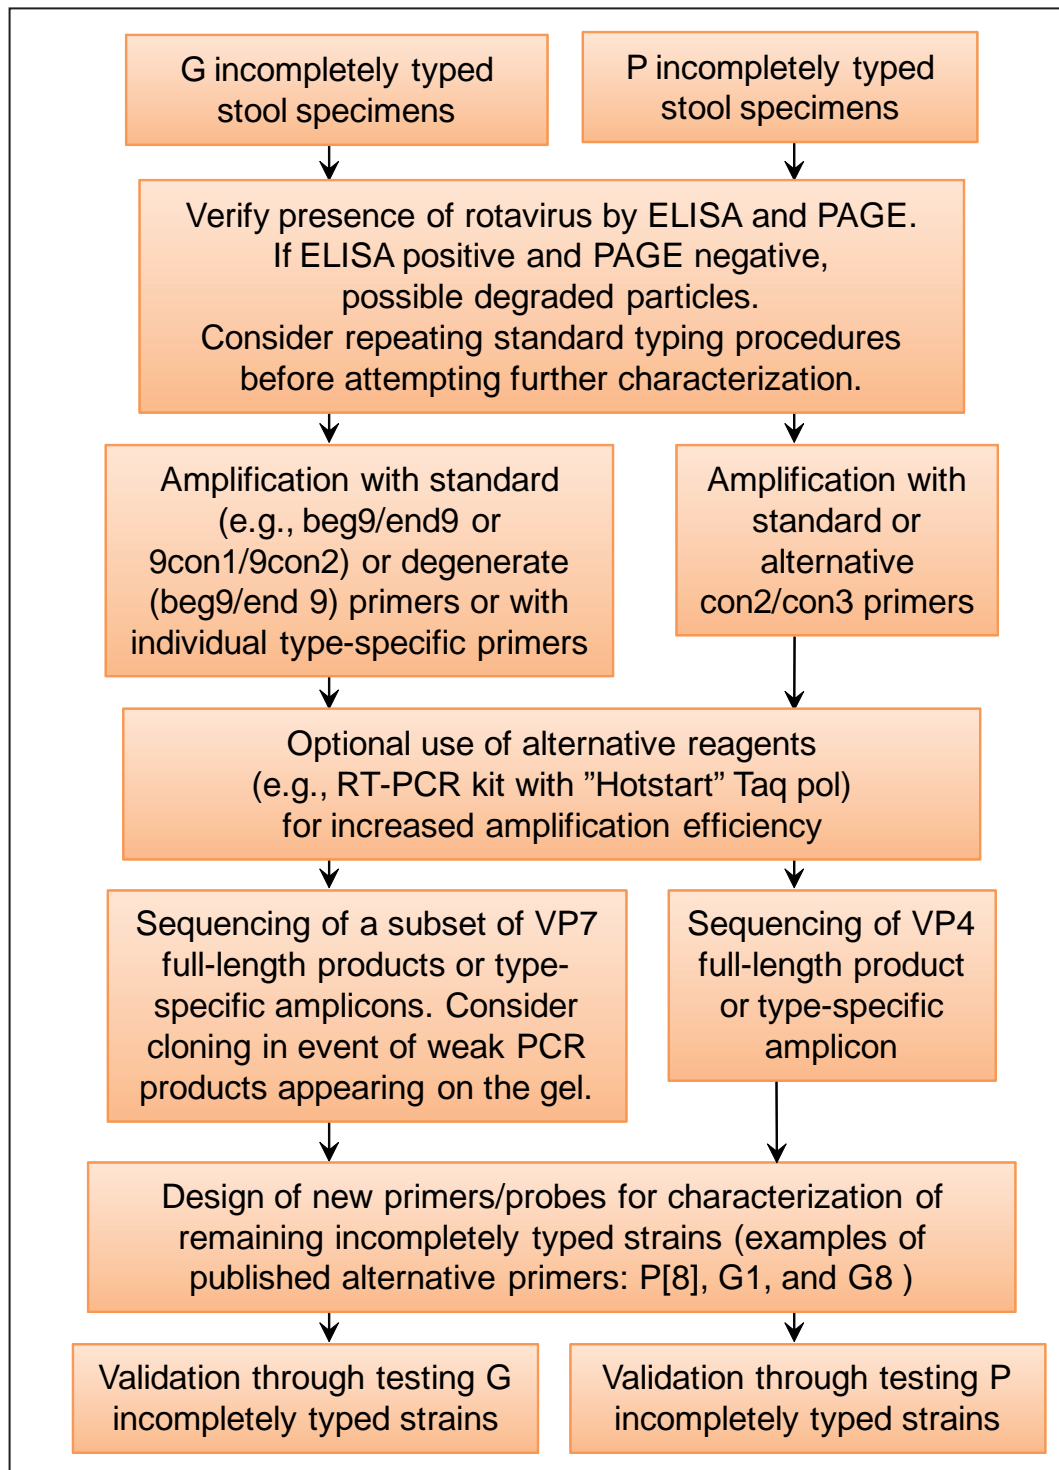 G incompletely typed
stool specimens
P incompletely typed
stool specimens
Verify presence of rotavirus by ELISA and PAGE.
If ELISA positive and PAGE negative,
possible degraded particles.
Consider repeating standard typing procedures
before attempting further characterization.
Amplification with standard
(e.g., beg9/end9 or
9con1/9con2) or degenerate
(beg9/end 9) primers or with
individual type-specific primers
Amplification with
standard or
alternative
con2/con3 primers
Optional use of alternative reagents
(e.g., RT-PCR kit with ”Hotstart” Taq pol)
for increased amplification efficiency
Sequencing of a subset of VP7
full-length products or type-
specific amplicons. Consider
cloning in event of weak PCR
products appearing on the gel.
Sequencing of VP4
full-length product
or type-specific
amplicon
Design of new primers/probes for characterization of
remaining incompletely typed strains (examples of
published alternative primers: P[8], G1, and G8 )
Validation through testing G
incompletely typed strains
Validation through testing P
incompletely typed strains